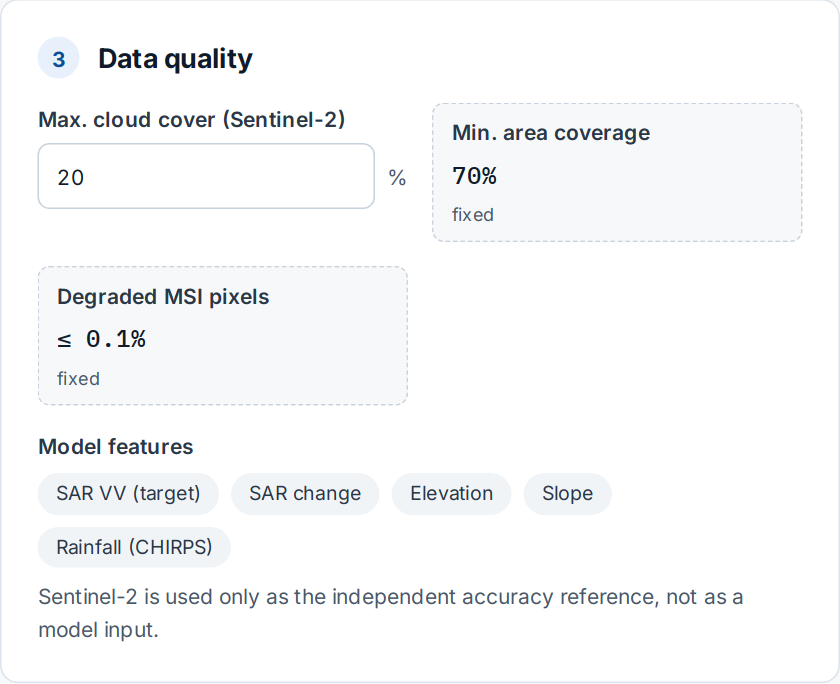 3
Data quality
Max. cloud cover (Sentinel-2)
20
%
Min. area coverage
70%
fixed
Degraded MSI pixels
≤ 0.1%
fixed
Model features
SAR VV (target)
SAR change
Elevation
Slope
Rainfall (CHIRPS)
Sentinel-2 is used only as the independent accuracy reference, not as a
model input.